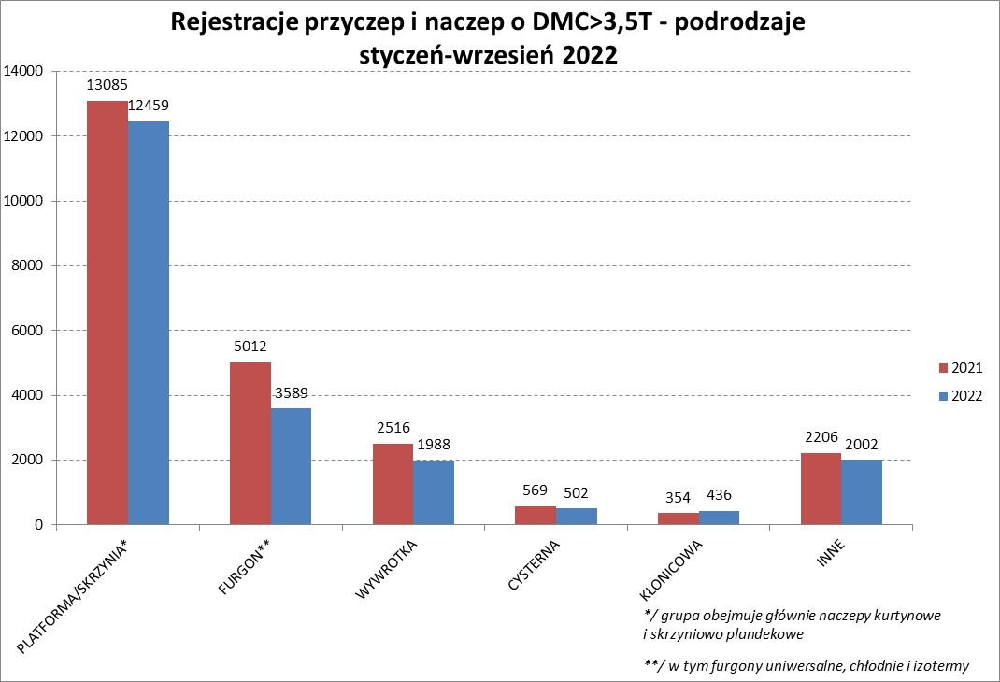 Rejestracje przyczep i naczep o DMC>3,5T - podrodzaje
styczeń-wrzesień 2022
14000
12000
10000
8000
6000
4000
2000
0
13085
12459
5012
3589
2516
1988
569
502
354
436
2206
2002
2021
2022
PLATFORMA/SKRZYNIA*
FURGON**
WYWROTKA
CYSTERNA
KŁONICOWA
INNE
*/ grupa obejmuje głównie naczepy kurtynowe
i skrzyniowo plandekowe
**/ w tym furgony uniwersalne, chłodnie i izotermy